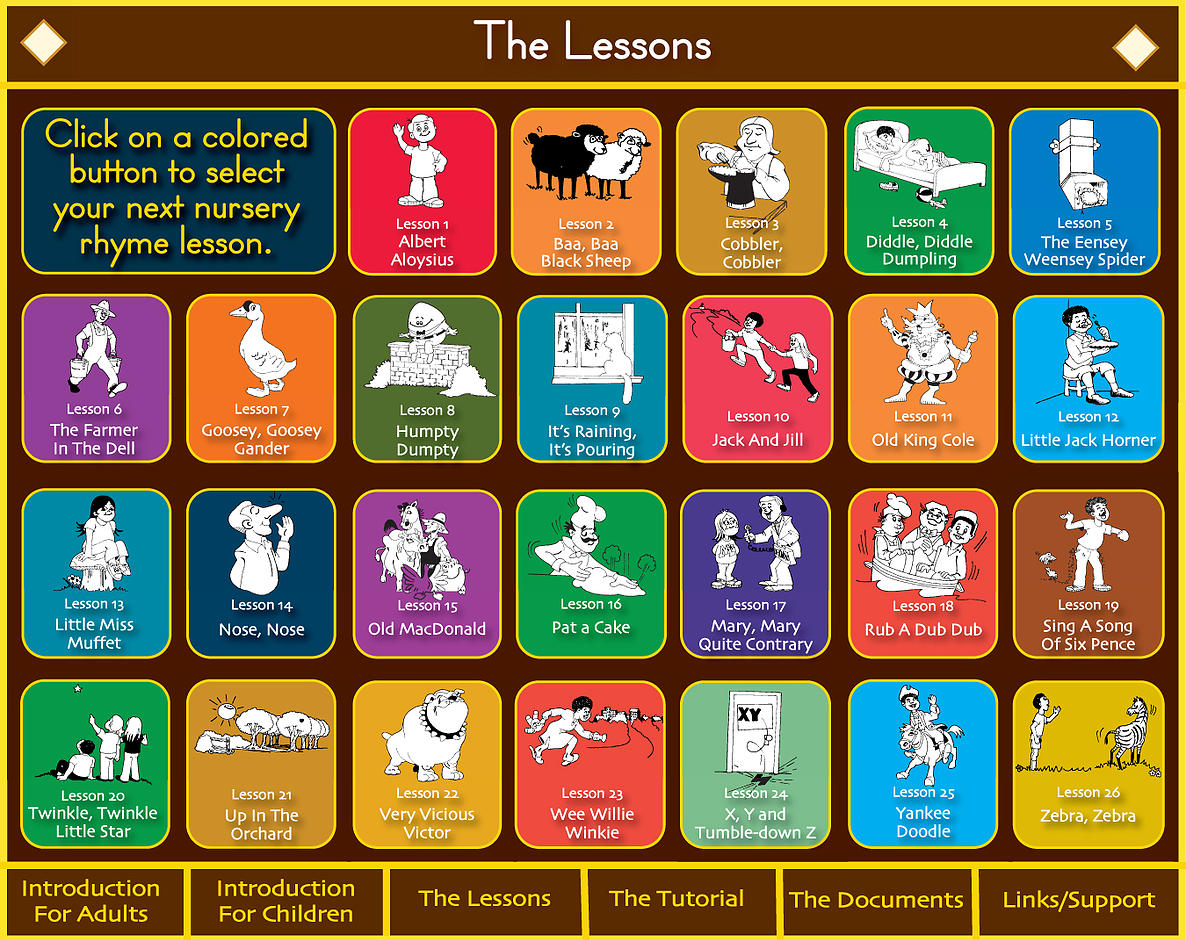 The Lessons
Click on a colored
button to select
your next nursery
rhyme lesson.
Lesson 1
Albert
Aloysius
Lesson 2
Baa, Baa
Black Sheep
Lesson 3
Cobbler,
Cobbler
Lesson 4
Diddle, Diddle
Dumpling
Lesson 5
The Eensey
Weensey Spider
Lesson 6
The Farmer
In The Dell
Lesson 7
Goosey, Goosey
Gander
Lesson 8
Humpty
Dumpty
Lesson 9
It's Raining,
It's Pouring
Lesson 10
Jack And Jill
Lesson 11
Old King Cole
Lesson 12
Little Jack Horner
Lesson 13
Little Miss
Muffet
Lesson 14
Nose, Nose
Lesson 15
Old MacDonald
Lesson 16
Pat a Cake
Lesson 17
Mary, Mary
Quite Contrary
Lesson 18
Rub A Dub Dub
Lesson 19
Sing A Song
Of Six Pence
Lesson 20
Twinkle, Twinkle
Little Star
Lesson 21
Up In The
Orchard
Lesson 22
Very Vicious
Victor
Lesson 23
Wee Willie
Winkie
XY
Lesson 24
X, Y and
Tumble-down Z
Lesson 25
Yankee
Doodle
Lesson 26
Zebra, Zebra
Introduction
For Adults
Introduction
For Children
The Lessons
The Tutorial
The Documents
Links/Support